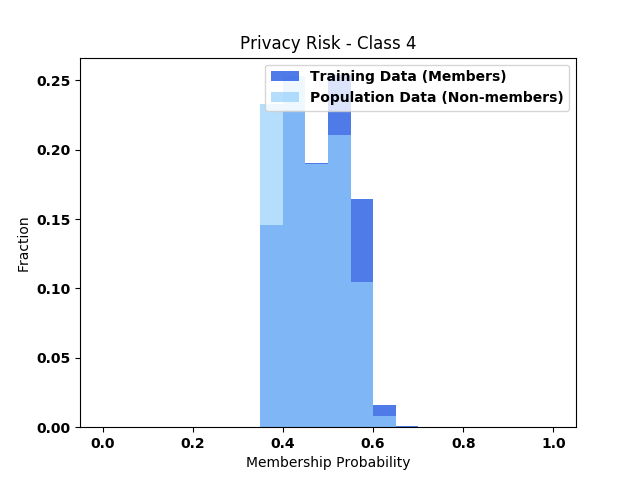 Privacy Risk - Class 4
Training Data (Members)
Population Data (Non-members)
0.25
0.20
0.15
0.10
0.05
0.00
Fraction
0.0 0.2 0.4 0.6 0.8 1.0
Membership Probability